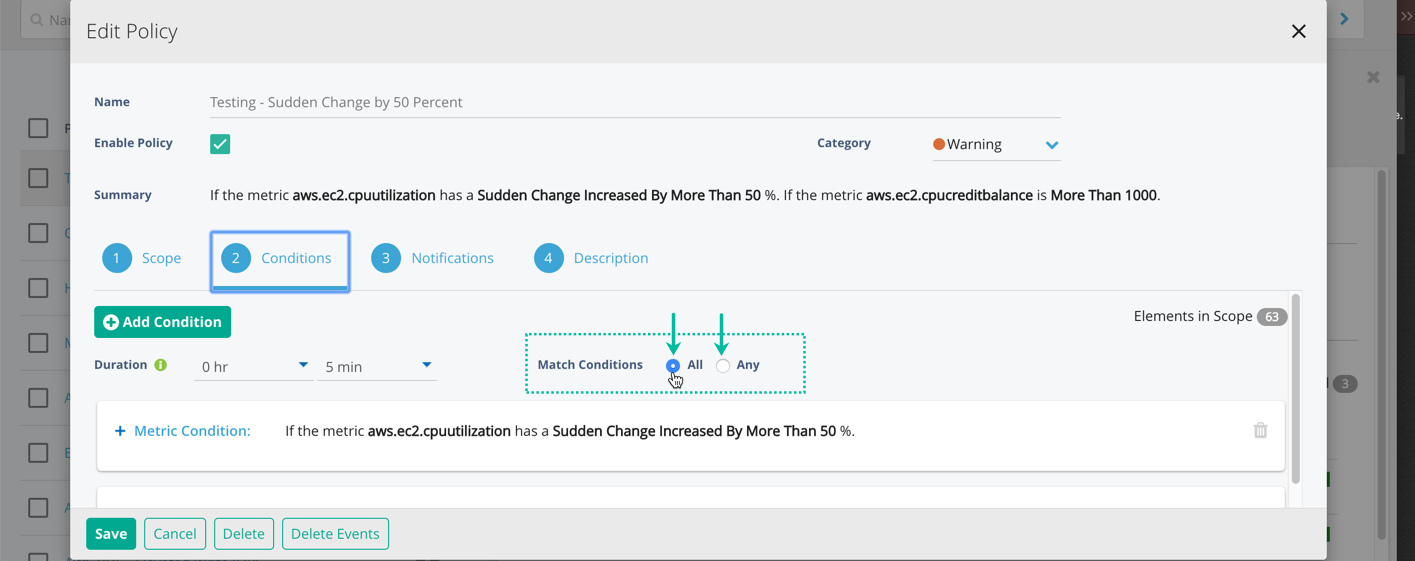 Nar
Edit Policy
Name
Testing - Sudden Change by 50 Percent
Enable Policy
Category
Warning
Summary
If the metric aws.ec2.cpuutilization has a Sudden Change Increased By More Than 50 %. If the metric aws.ec2.cpucreditbalance is More Than 1000.
1 Scope
2 Conditions
3 Notifications
4 Description
Add Condition
Elements in Scope 63
Duration
0 hr
5 min
Match Conditions
All
Any
3
Metric Condition:
If the metric aws.ec2.cpuutilization has a Sudden Change Increased By More Than 50 %.
Save
Cancel
Delete
Delete Events